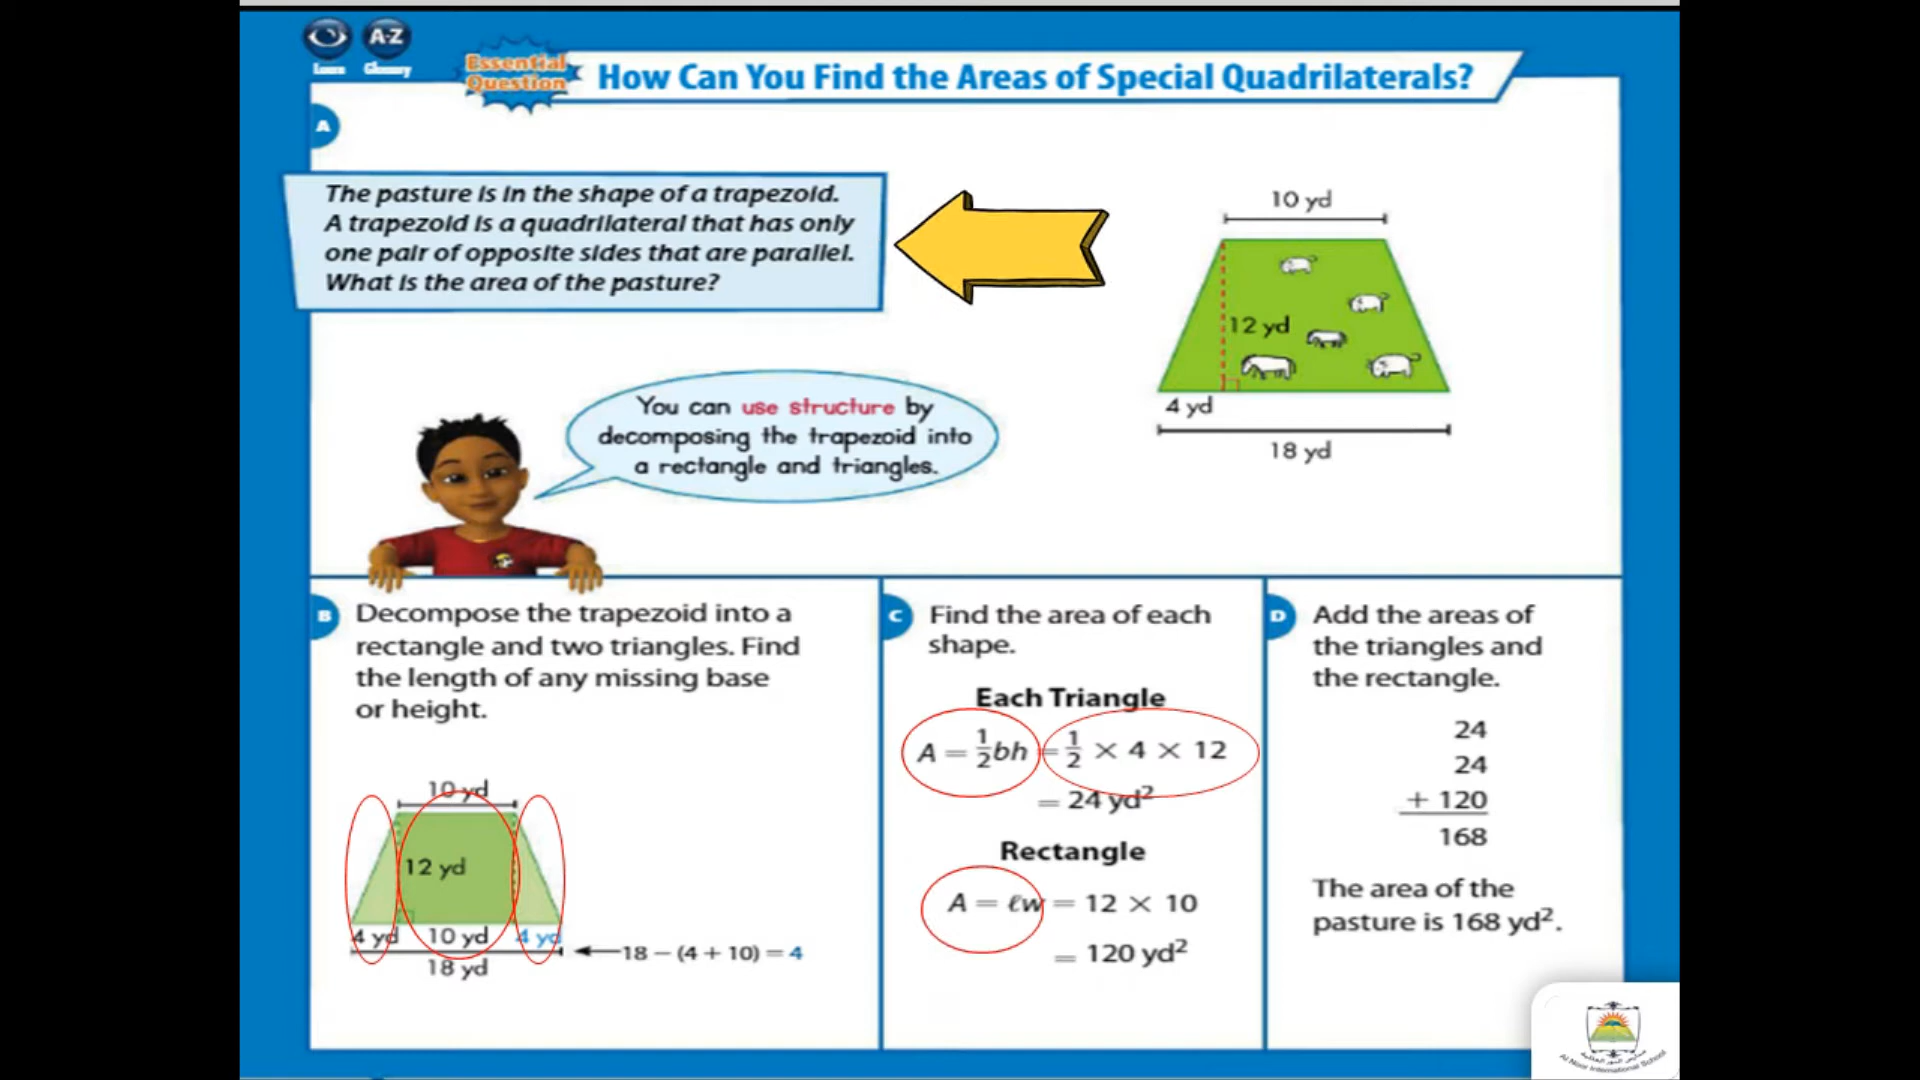 A-Z
Glossary
Essential
Question
How Can You Find the Areas of Special Quadrilaterals?
A
The pasture is in the shape of a trapezoid.
A trapezoid is a quadrilateral that has only
one pair of opposite sides that are parallel.
What is the area of the pasture?
10 yd
12 yd
4 yd
18 yd
You can use structure by
decomposing the trapezoid into
a rectangle and triangles.
B
Decompose the trapezoid into a
rectangle and two triangles. Find
the length of any missing base
or height.
10 yd
12 yd
4 yd 10 yd 4 yd
18 yd
18 − (4 + 10) = 4
C
Find the area of each
shape.
Each Triangle
A = 1/2 bh = 1/2 × 4 × 12
= 24 yd²
Rectangle
A = ℓw = 12 × 10
= 120 yd²
D
Add the areas of
the triangles and
the rectangle.
24
24
+ 120
168
The area of the
pasture is 168 yd².
Al Noor International School